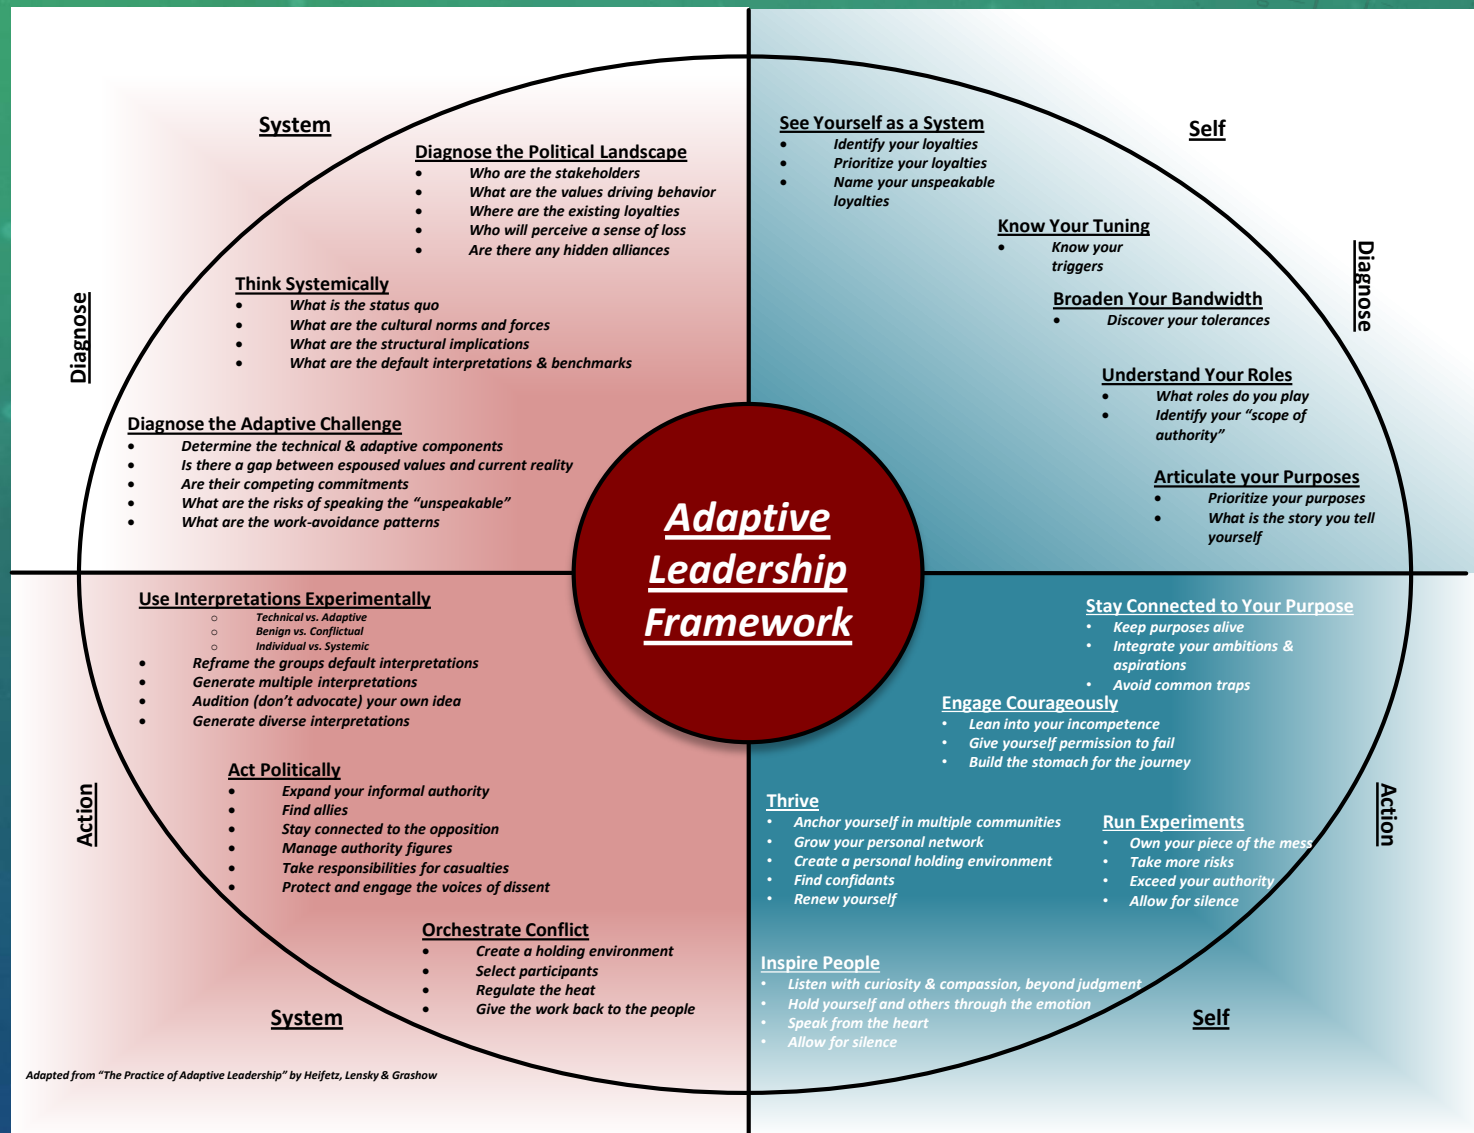 System
Diagnose
Diagnose the Political Landscape
• Who are the stakeholders
• What are the values driving behavior
• Where are the existing loyalties
• Who will perceive a sense of loss
• Are there any hidden alliances
Think Systemically
• What is the status quo
• What are the cultural norms and forces
• What are the structural implications
• What are the default interpretations & benchmarks
Diagnose the Adaptive Challenge
• Determine the technical & adaptive components
• Is there a gap between espoused values and current reality
• Are their competing commitments
• What are the risks of speaking the “unspeakable”
• What are the work-avoidance patterns
Self
Diagnose
See Yourself as a System
• Identify your loyalties
• Prioritize your loyalties
• Name your unspeakable
loyalties
Know Your Tuning
• Know your
triggers
Broaden Your Bandwidth
• Discover your tolerances
Understand Your Roles
• What roles do you play
• Identify your “scope of
authority”
Articulate your Purposes
• Prioritize your purposes
• What is the story you tell
yourself
Adaptive
Leadership
Framework
Use Interpretations Experimentally
○ Technical vs. Adaptive
○ Benign vs. Conflictual
○ Individual vs. Systemic
• Reframe the groups default interpretations
• Generate multiple interpretations
• Audition (don’t advocate) your own idea
• Generate diverse interpretations
Act Politically
• Expand your informal authority
• Find allies
• Stay connected to the opposition
• Manage authority figures
• Take responsibilities for casualties
• Protect and engage the voices of dissent
Orchestrate Conflict
• Create a holding environment
• Select participants
• Regulate the heat
• Give the work back to the people
Action
System
Adapted from “The Practice of Adaptive Leadership” by Heifetz, Lensky & Grashow
Stay Connected to Your Purpose
• Keep purposes alive
• Integrate your ambitions &
aspirations
• Avoid common traps
Engage Courageously
• Lean into your incompetence
• Give yourself permission to fail
• Build the stomach for the journey
Thrive
• Anchor yourself in multiple communities
• Grow your personal network
• Create a personal holding environment
• Find confidants
• Renew yourself
Run Experiments
• Own your piece of the mess
• Take more risks
• Exceed your authority
• Allow for silence
Inspire People
• Listen with curiosity & compassion, beyond judgment
• Hold yourself and others through the emotion
• Speak from the heart
• Allow for silence
Action
Self